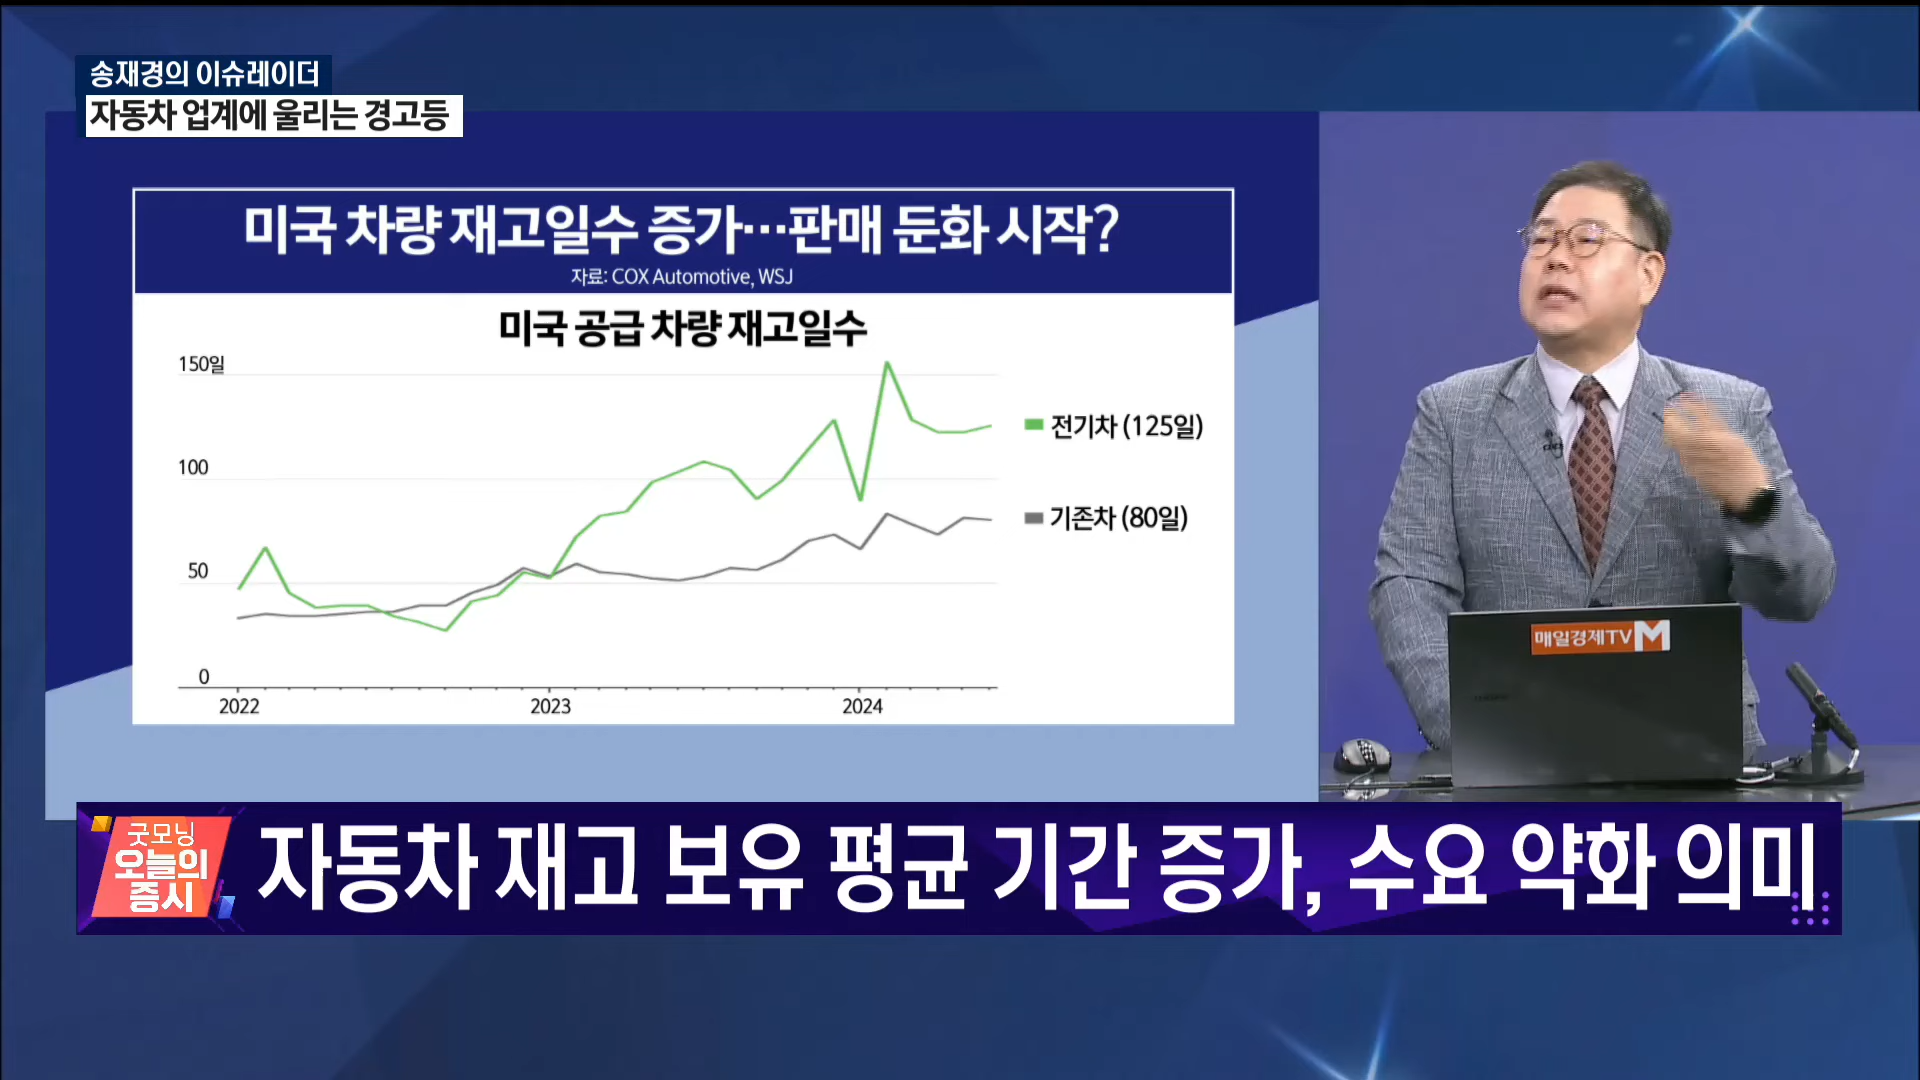 송재경의 이슈레이더
자동차 업계에 울리는 경고등
미국 차량 재고일수 증가…판매 둔화 시작?
자료: COX Automotive, WSJ
미국 공급 차량 재고일수
150일
100
50
0
2022
2023
2024
전기차 (125일)
기존차 (80일)
매일경제TV M
굿모닝
오늘의
증시
자동차 재고 보유 평균 기간 증가, 수요 약화 의미